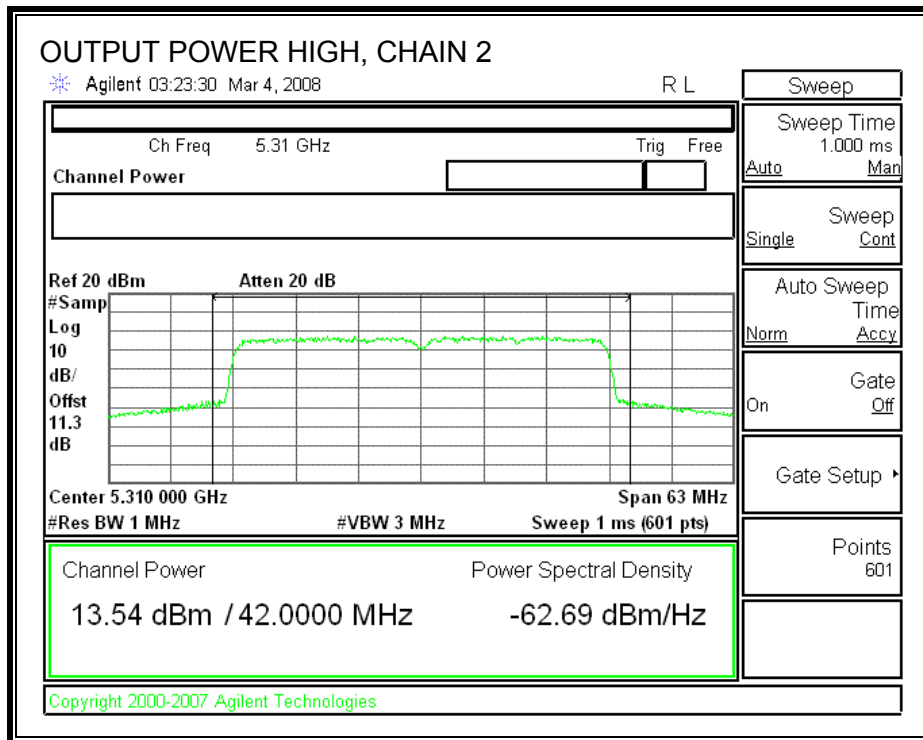 OUTPUT POWER HIGH, CHAIN 2
Agilent 03:23:30 Mar 4, 2008 R L
Ch Freq 5.31 GHz Trig Free
Channel Power
Ref 20 dBm Atten 20 dB
#Samp
Log
10
dB/
Offst
11.3
dB
Center 5.310 000 GHz Span 63 MHz
#Res BW 1 MHz #VBW 3 MHz Sweep 1 ms (601 pts)
Channel Power Power Spectral Density
13.54 dBm / 42.0000 MHz -62.69 dBm/Hz
Copyright 2000-2007 Agilent Technologies
Sweep
Sweep Time
1.000 ms
Auto Man
Sweep
Single Cont
Auto Sweep
Time
Norm Accy
Gate
On Off
Gate Setup
Points
601